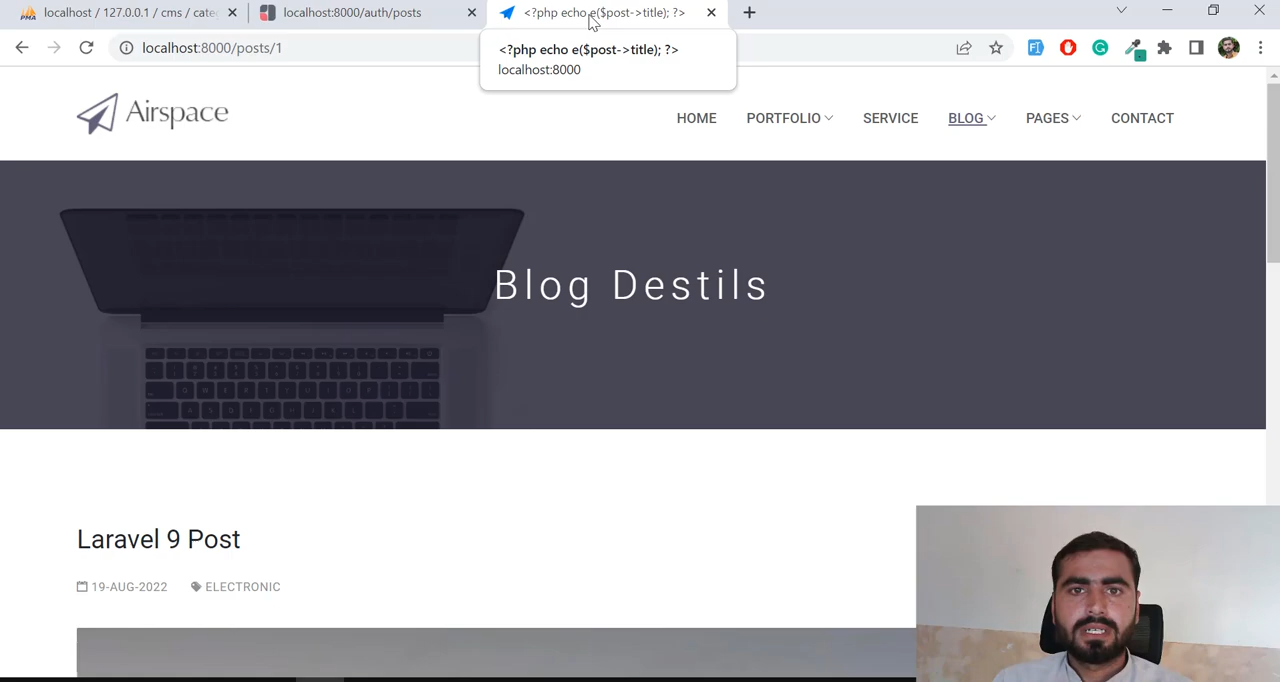 localhost / 127.0.0.1 / cms / cate
localhost:8000/auth/posts
<?php echo e($post->title); ?>
localhost:8000/posts/1
<?php echo e($post->title); ?>
localhost:8000
Airspace
HOME
PORTFOLIO
SERVICE
BLOG
PAGES
CONTACT
Blog Destils
Laravel 9 Post
19-AUG-2022
ELECTRONIC